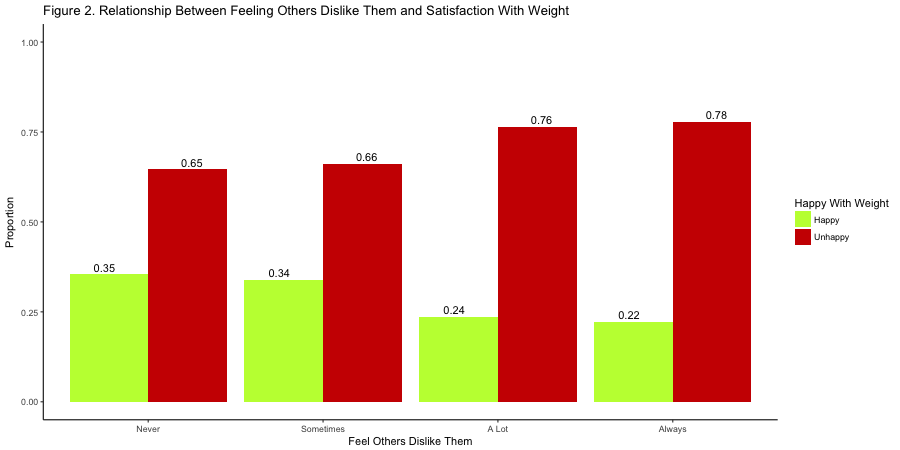 Figure 2. Relationship Between Feeling Others Dislike Them and Satisfaction With Weight
1.00
0.75
0.50
0.25
0.00
Proportion
0.35
0.65
0.34
0.66
0.24
0.76
0.22
0.78
Never
Sometimes
A Lot
Always
Feel Others Dislike Them
Happy With Weight
Happy
Unhappy